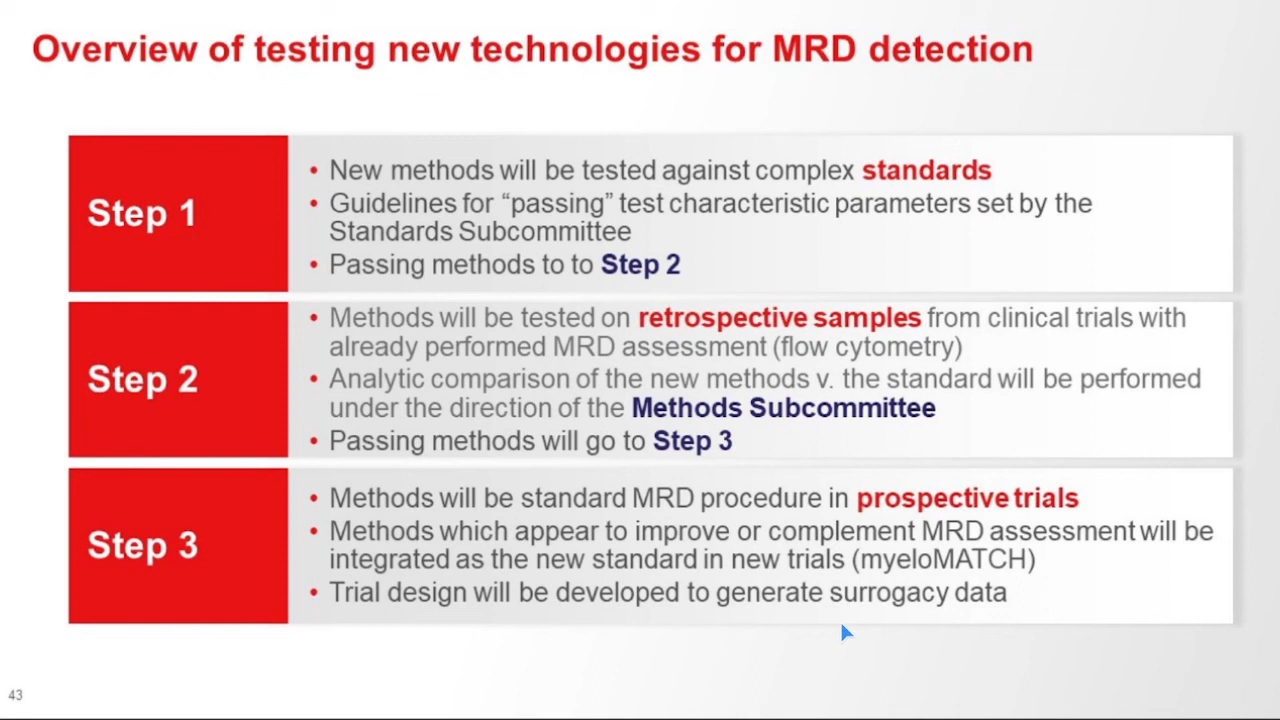 Overview of testing new technologies for MRD detection
Step 1
• New methods will be tested against complex standards
• Guidelines for “passing” test characteristic parameters set by the
Standards Subcommittee
• Passing methods to to Step 2
Step 2
• Methods will be tested on retrospective samples from clinical trials with
already performed MRD assessment (flow cytometry)
• Analytic comparison of the new methods v. the standard will be performed
under the direction of the Methods Subcommittee
• Passing methods will go to Step 3
Step 3
• Methods will be standard MRD procedure in prospective trials
• Methods which appear to improve or complement MRD assessment will be
integrated as the new standard in new trials (myeloMATCH)
• Trial design will be developed to generate surrogacy data
43